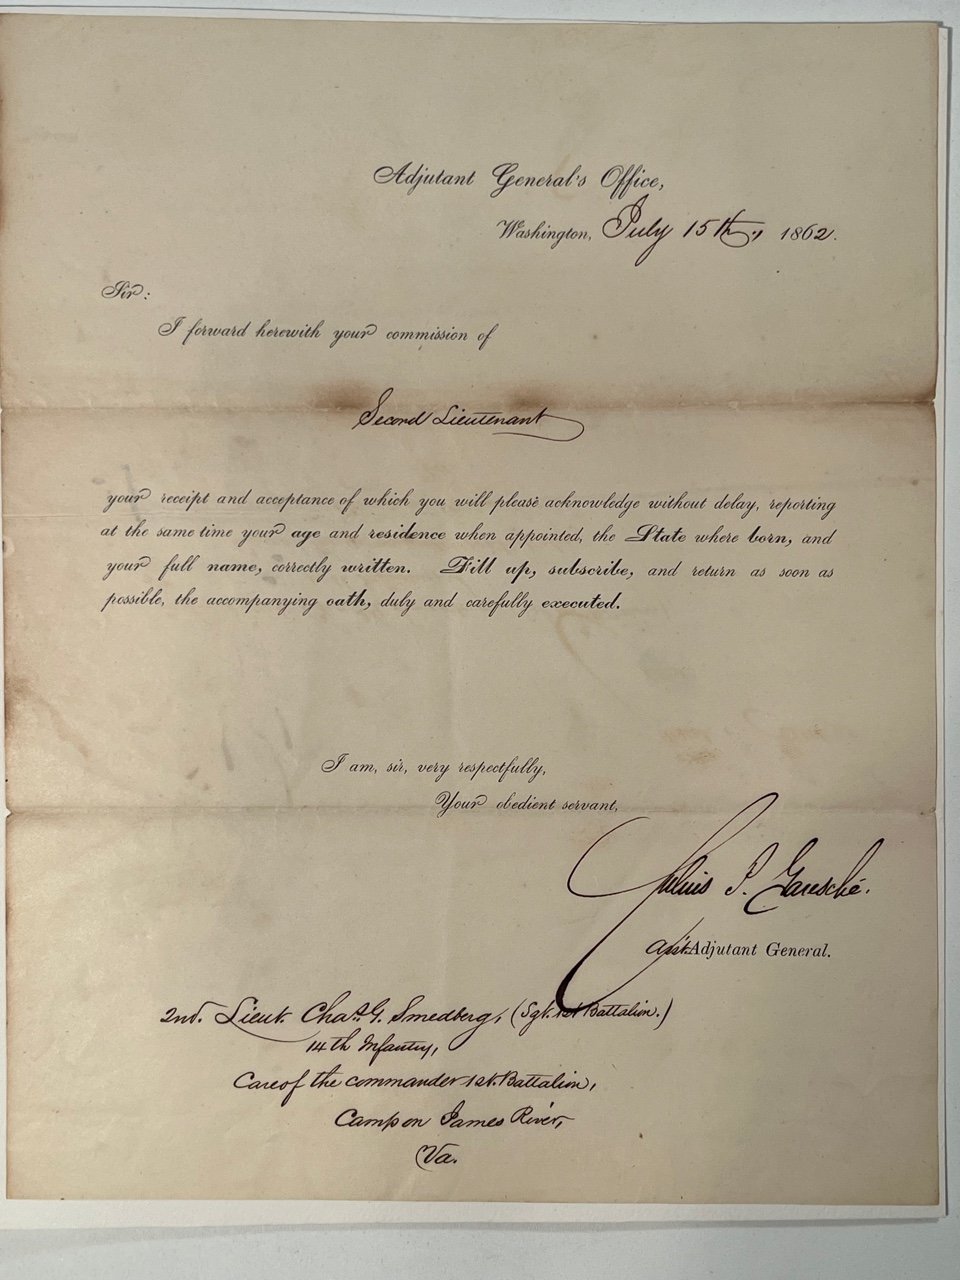 Adjutant General's Office,
Washington, July 15th, 1862.
Sir:
I forward herewith your commission of
Second Lieutenant
your receipt and acceptance of which you will please acknowledge without delay, reporting
at the same time your age and residence when appointed, the State where born, and
your full name, correctly written. Fill up, subscribe, and return as soon as
possible, the accompanying oath, duly and carefully executed.
I am, sir, very respectfully,
Your obedient servant,
Julius P. Garesché.
Asst. Adjutant General.
2nd. Lieut. Chas. G. Smedberg, (Sgt. 1st Battalion.)
14th Infantry,
Care of the commander 1st. Battalion,
Camp on James River,
Va.